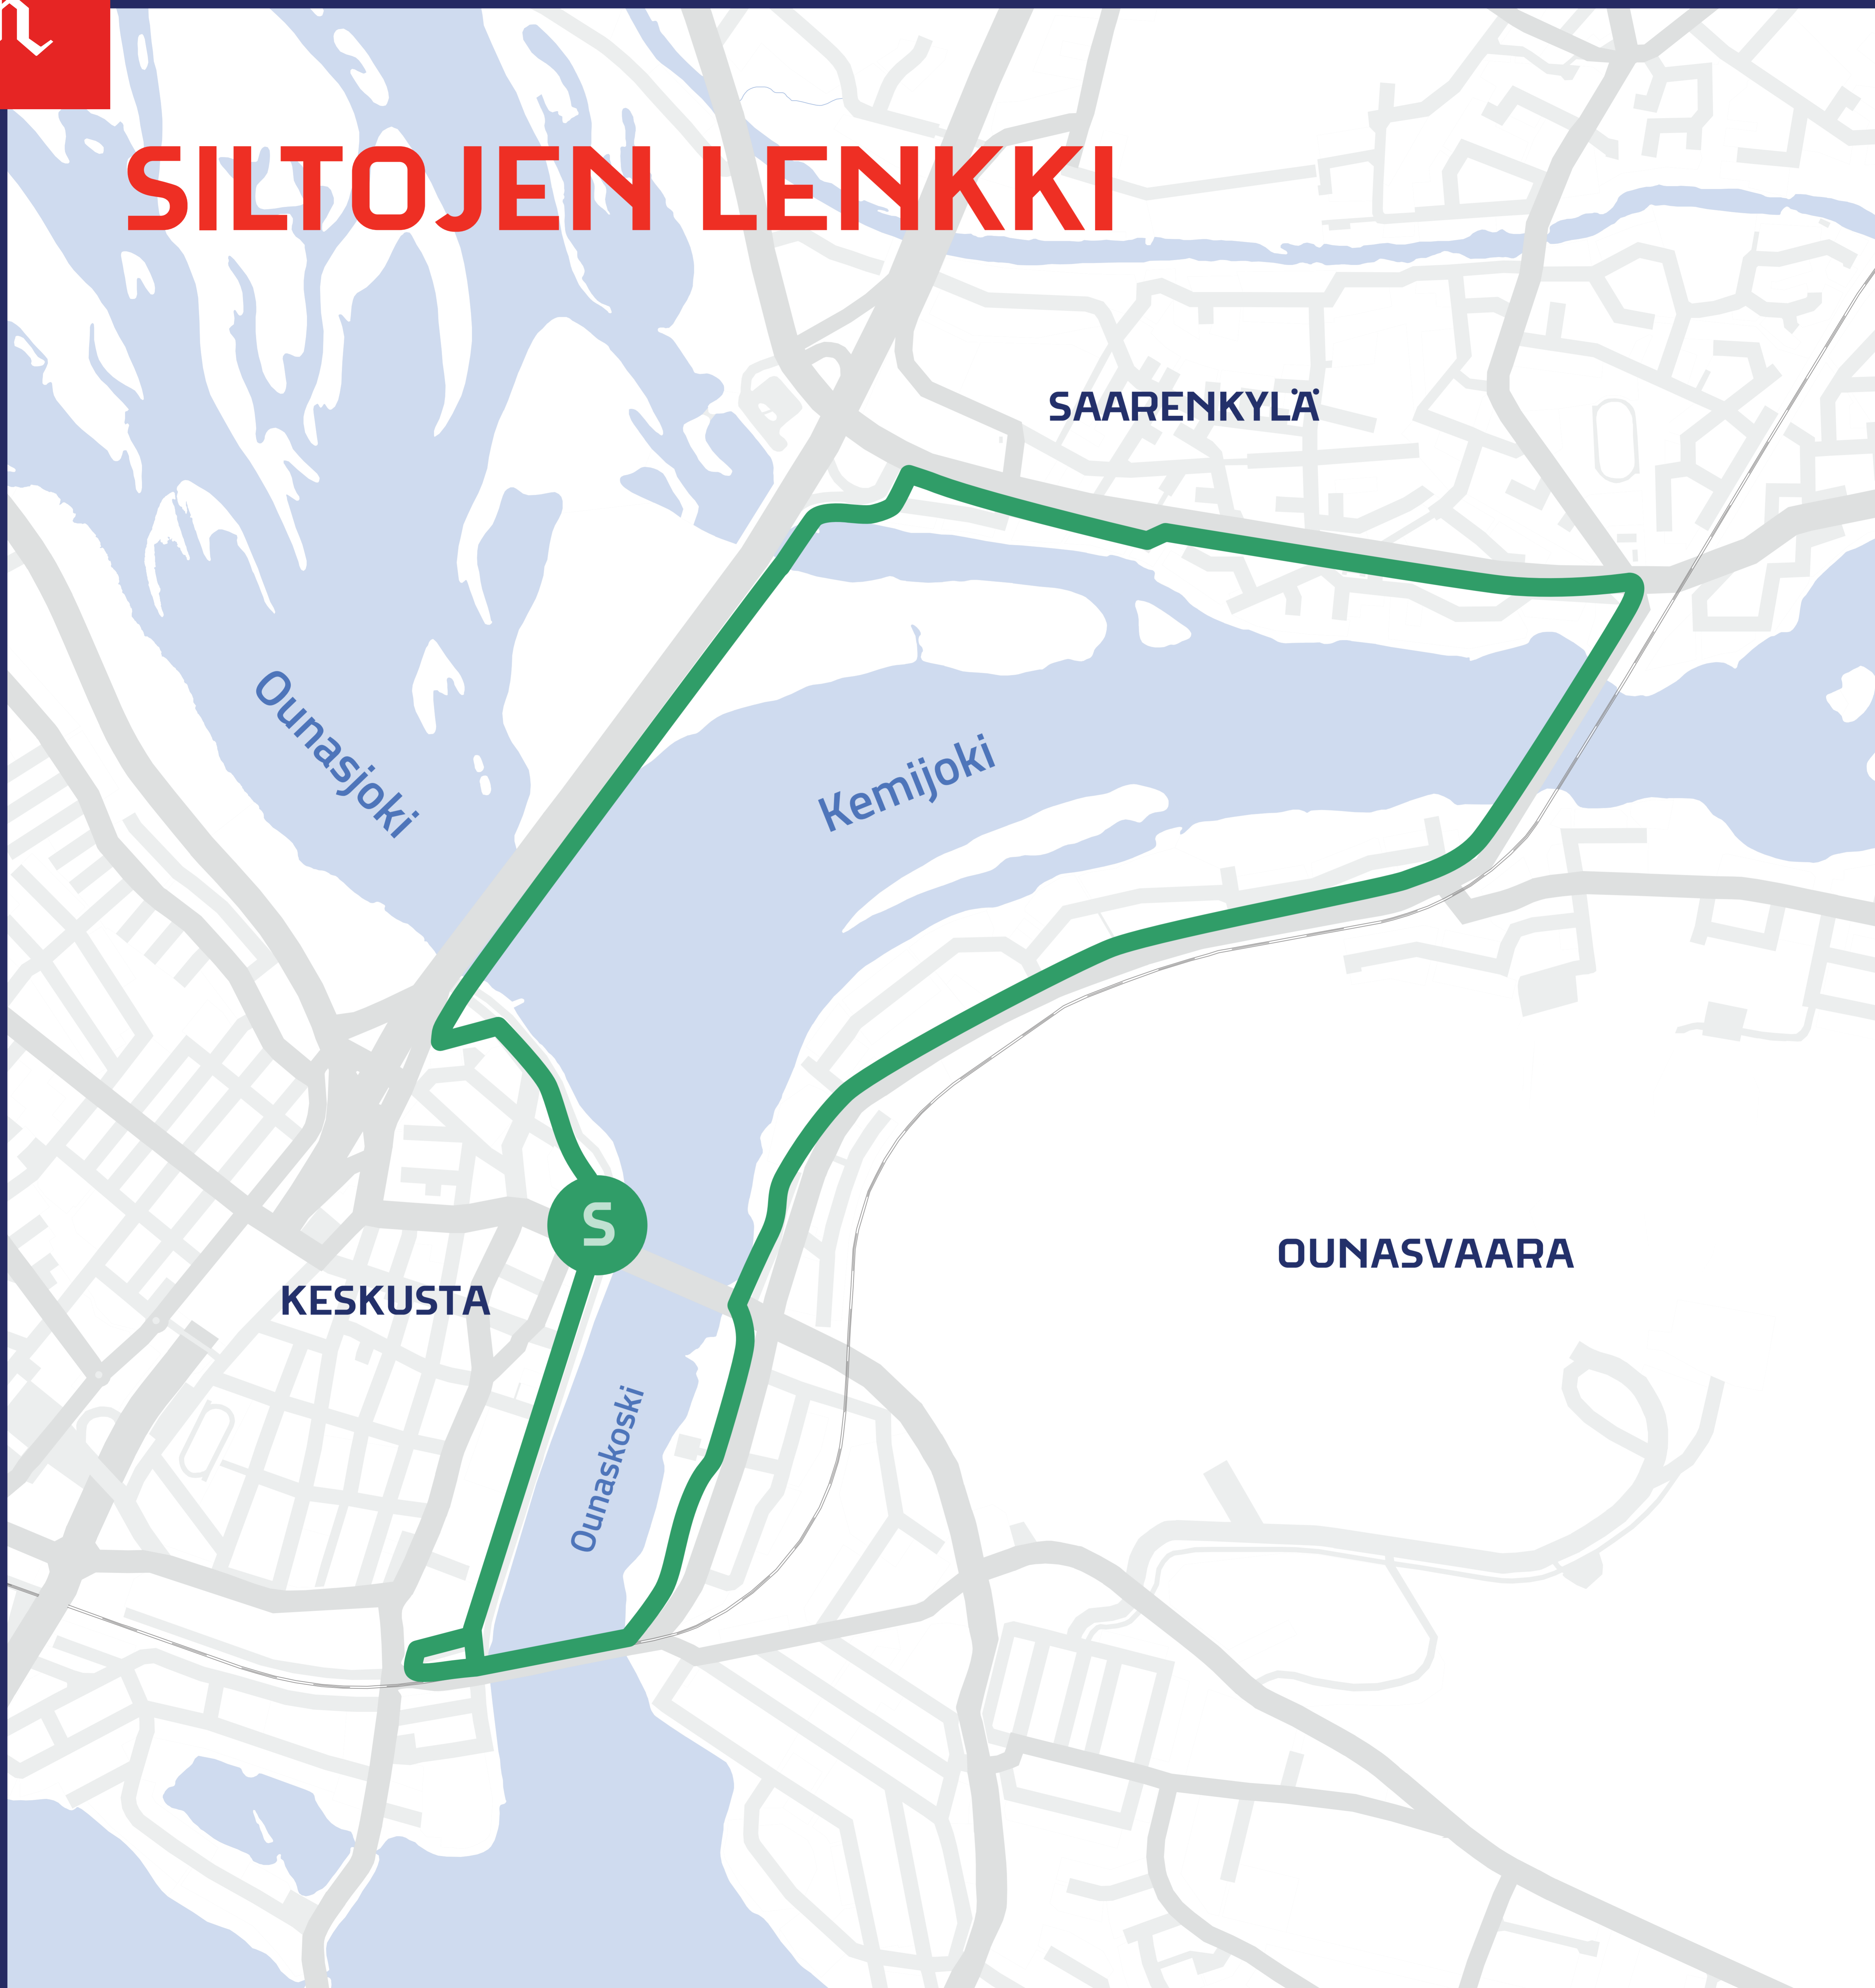 SILTOJEN LENKKI
SAARENKYLÄ
Ounasjoki
Kemijoki
S
OUNASVAARA
KESKUSTA
Ounaskoski